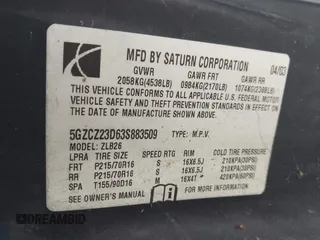 MFD BY SATURN CORPORATION 04/03
GVWR GAWR FRT GAWR RR
2058KG(4538LB) 0984KG(2170LB) 1074KG(2368LB)
THIS VEHICLE CONFORMS TO ALL APPLICABLE U.S. FEDERAL MOTOR
VEHICLE SAFETY STANDARDS IN EFFECT ON THE
DATE OF MANUFACTURE SHOWN ABOVE.
5GZCZ23D63S883509 TYPE: M.P.V.
MODEL: ZLB26
LPRA TIRE SIZE SPEED RTG RIM COLD TIRE PRESSURE
FRT P215/70R16 S 16X6.5J 210KPA(30PSI)
RR P215/70R16 S 16X6.5J 210KPA(30PSI)
SPA T155/90D16 M 16X4T 420KPA(60PSI)
SEE OWNER'S MANUAL FOR MORE INFORMATION.
DREAMBID